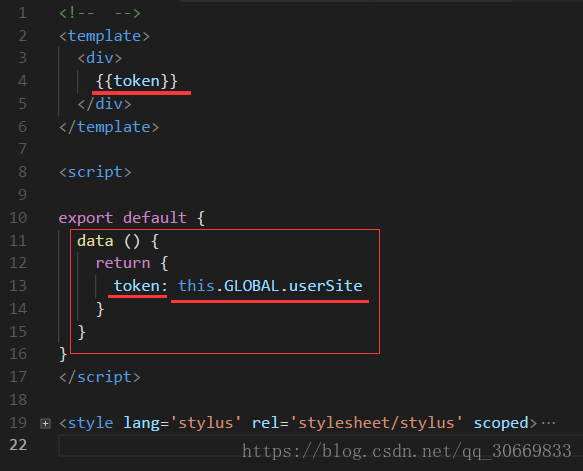 1 <!--  -->
2 <template>
3 <div>
4 {{token}}
5 </div>
6 </template>
7
8 <script>
9
10 export default {
11 data () {
12 return {
13 token: this.GLOBAL.userSite
14 }
15 }
16 }
17 </script>
18
19 <style lang='stylus' rel='stylesheet/stylus' scoped>…
22
https://blog.csdn.net/qq_30669833